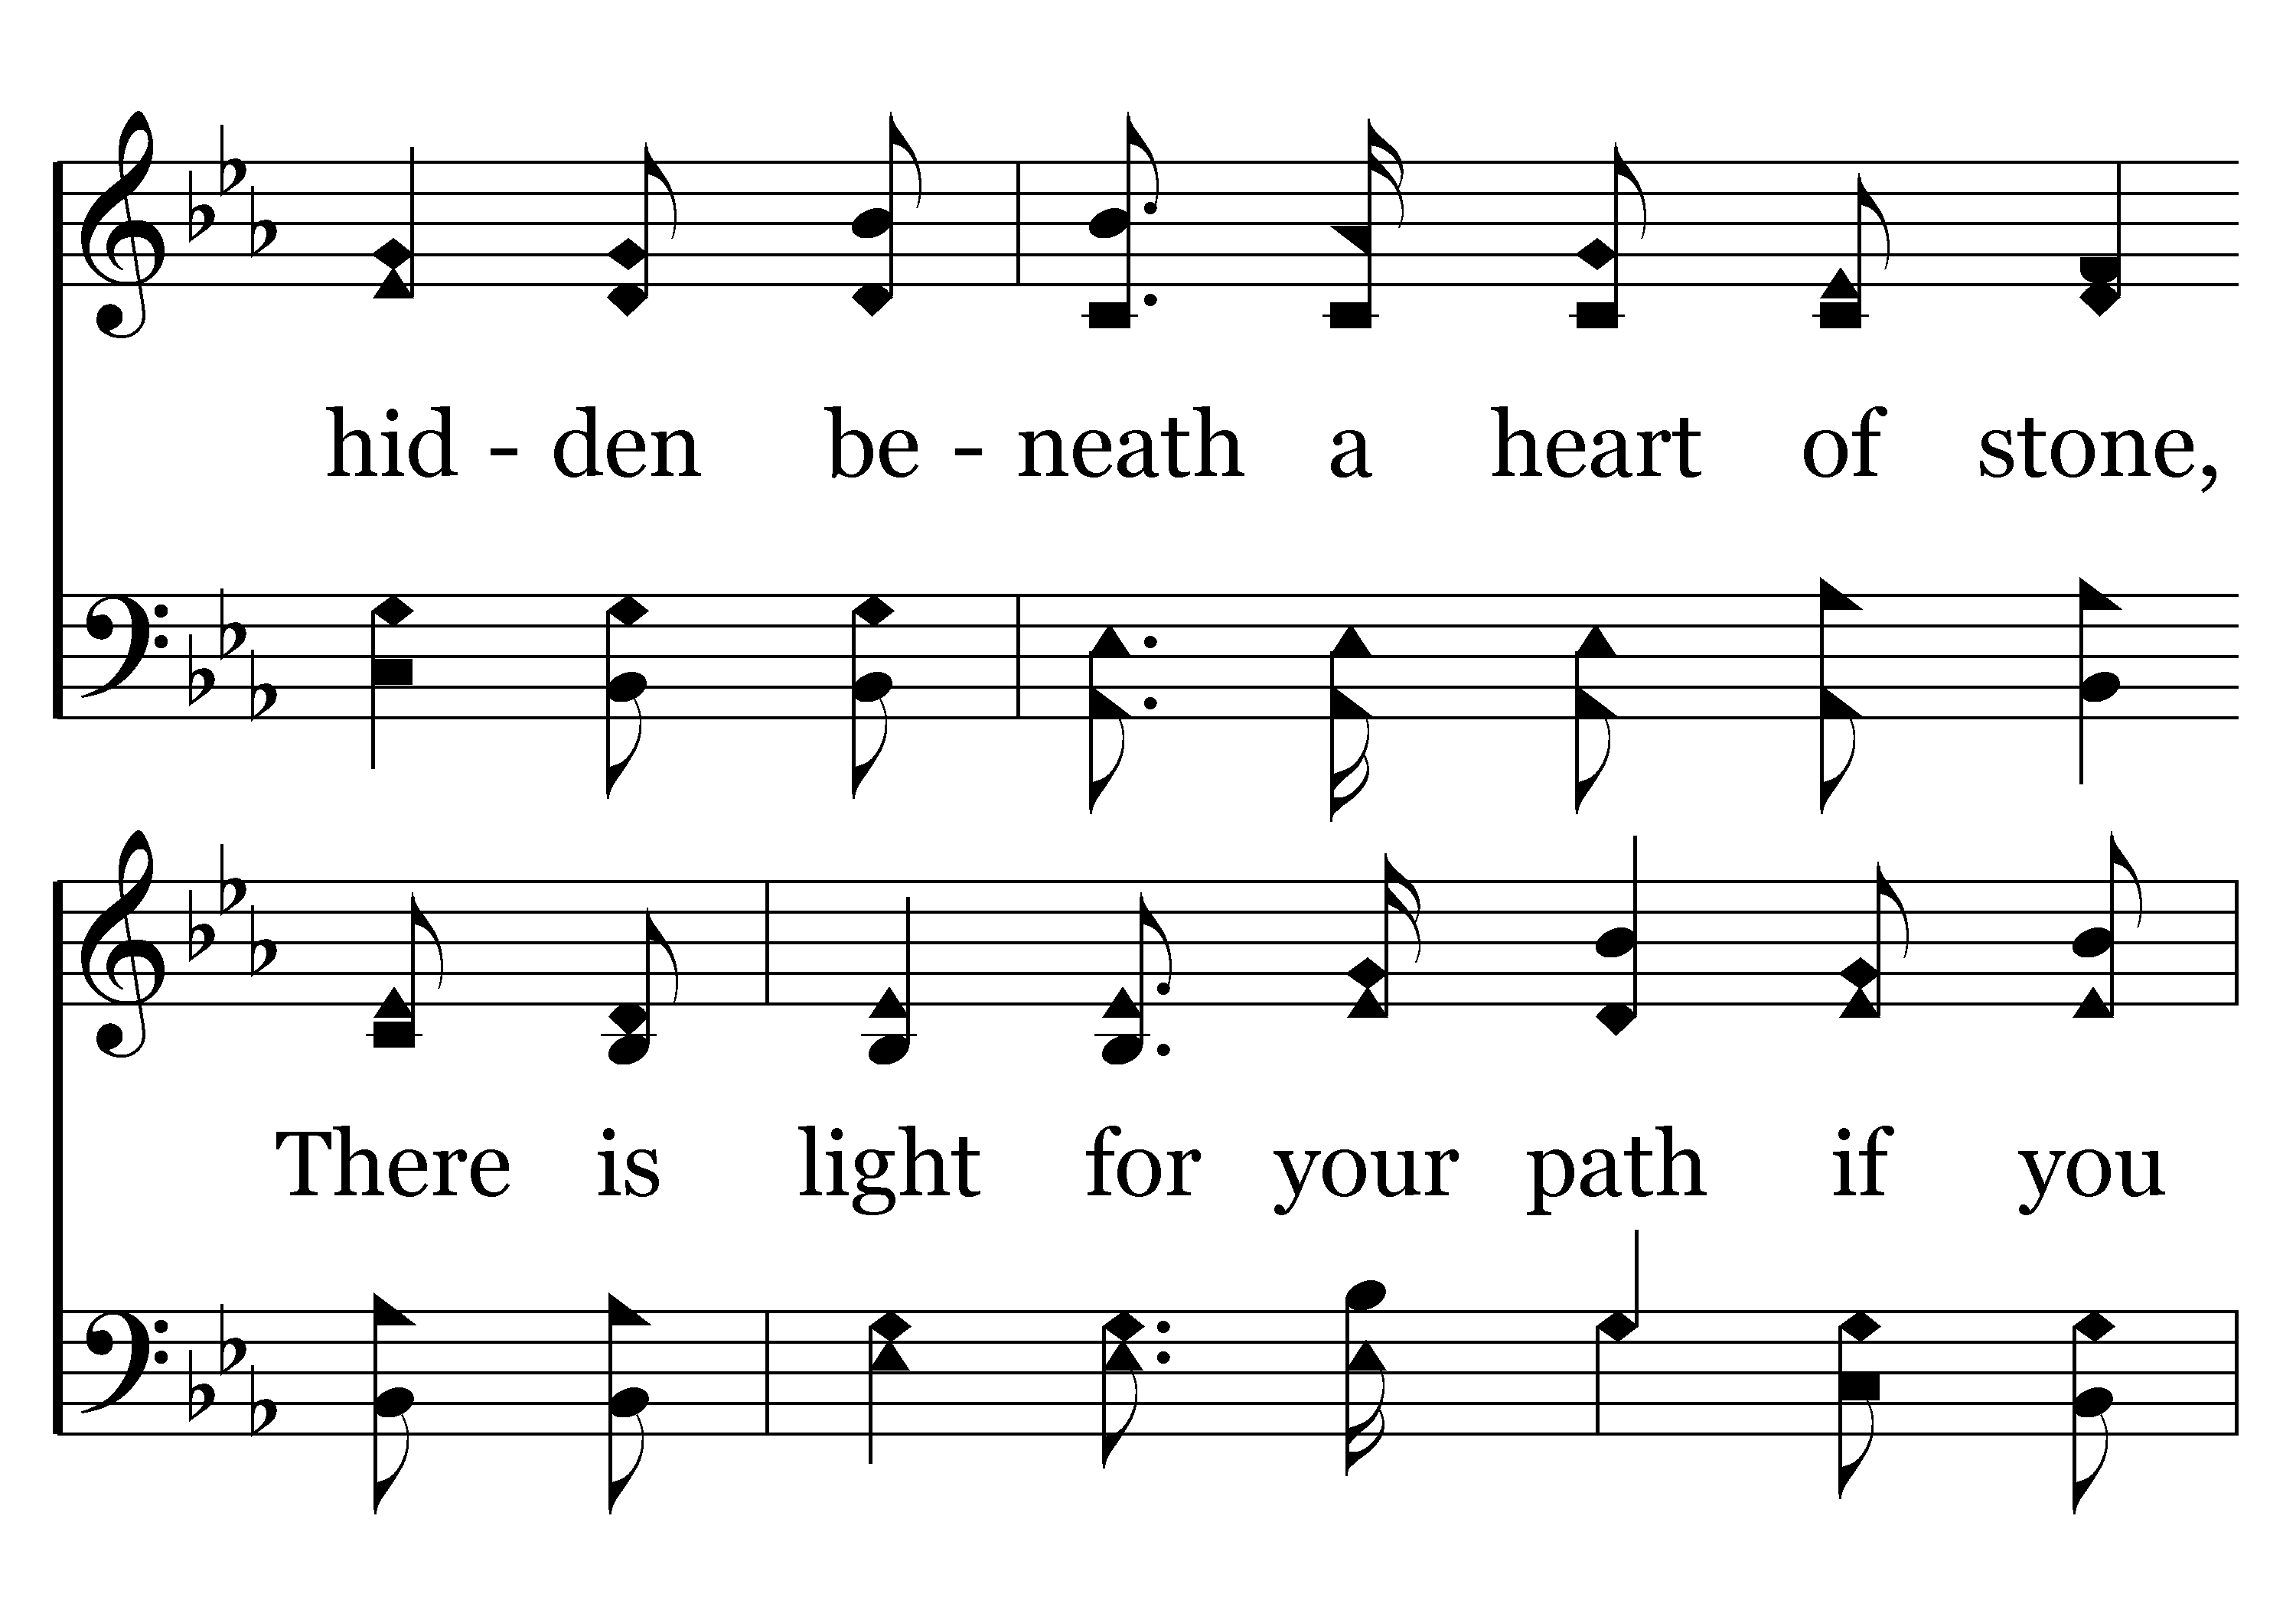 hid - den be - neath a heart of stone,
There is light for your path if you